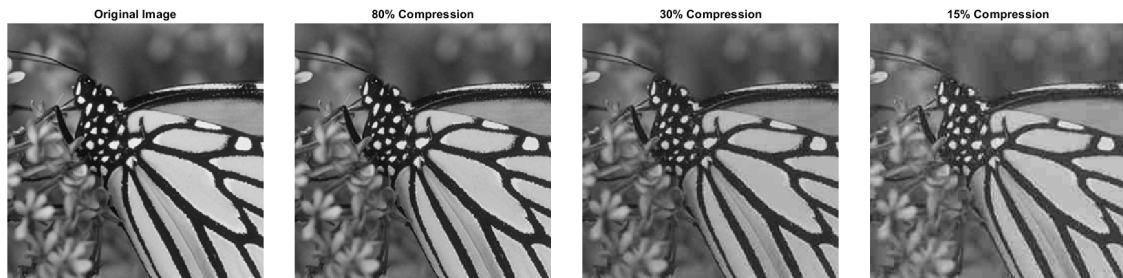 Original Image
80% Compression
30% Compression
15% Compression